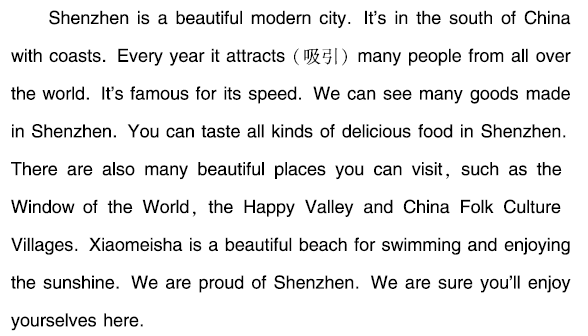 Shenzhen is a beautiful modern city. It's in the south of China
with coasts. Every year it attracts（吸引）many people from all over
the world. It's famous for its speed. We can see many goods made
in Shenzhen. You can taste all kinds of delicious food in Shenzhen.
There are also many beautiful places you can visit, such as the
Window of the World, the Happy Valley and China Folk Culture
Villages. Xiaomeisha is a beautiful beach for swimming and enjoying
the sunshine. We are proud of Shenzhen. We are sure you'll enjoy
yourselves here.